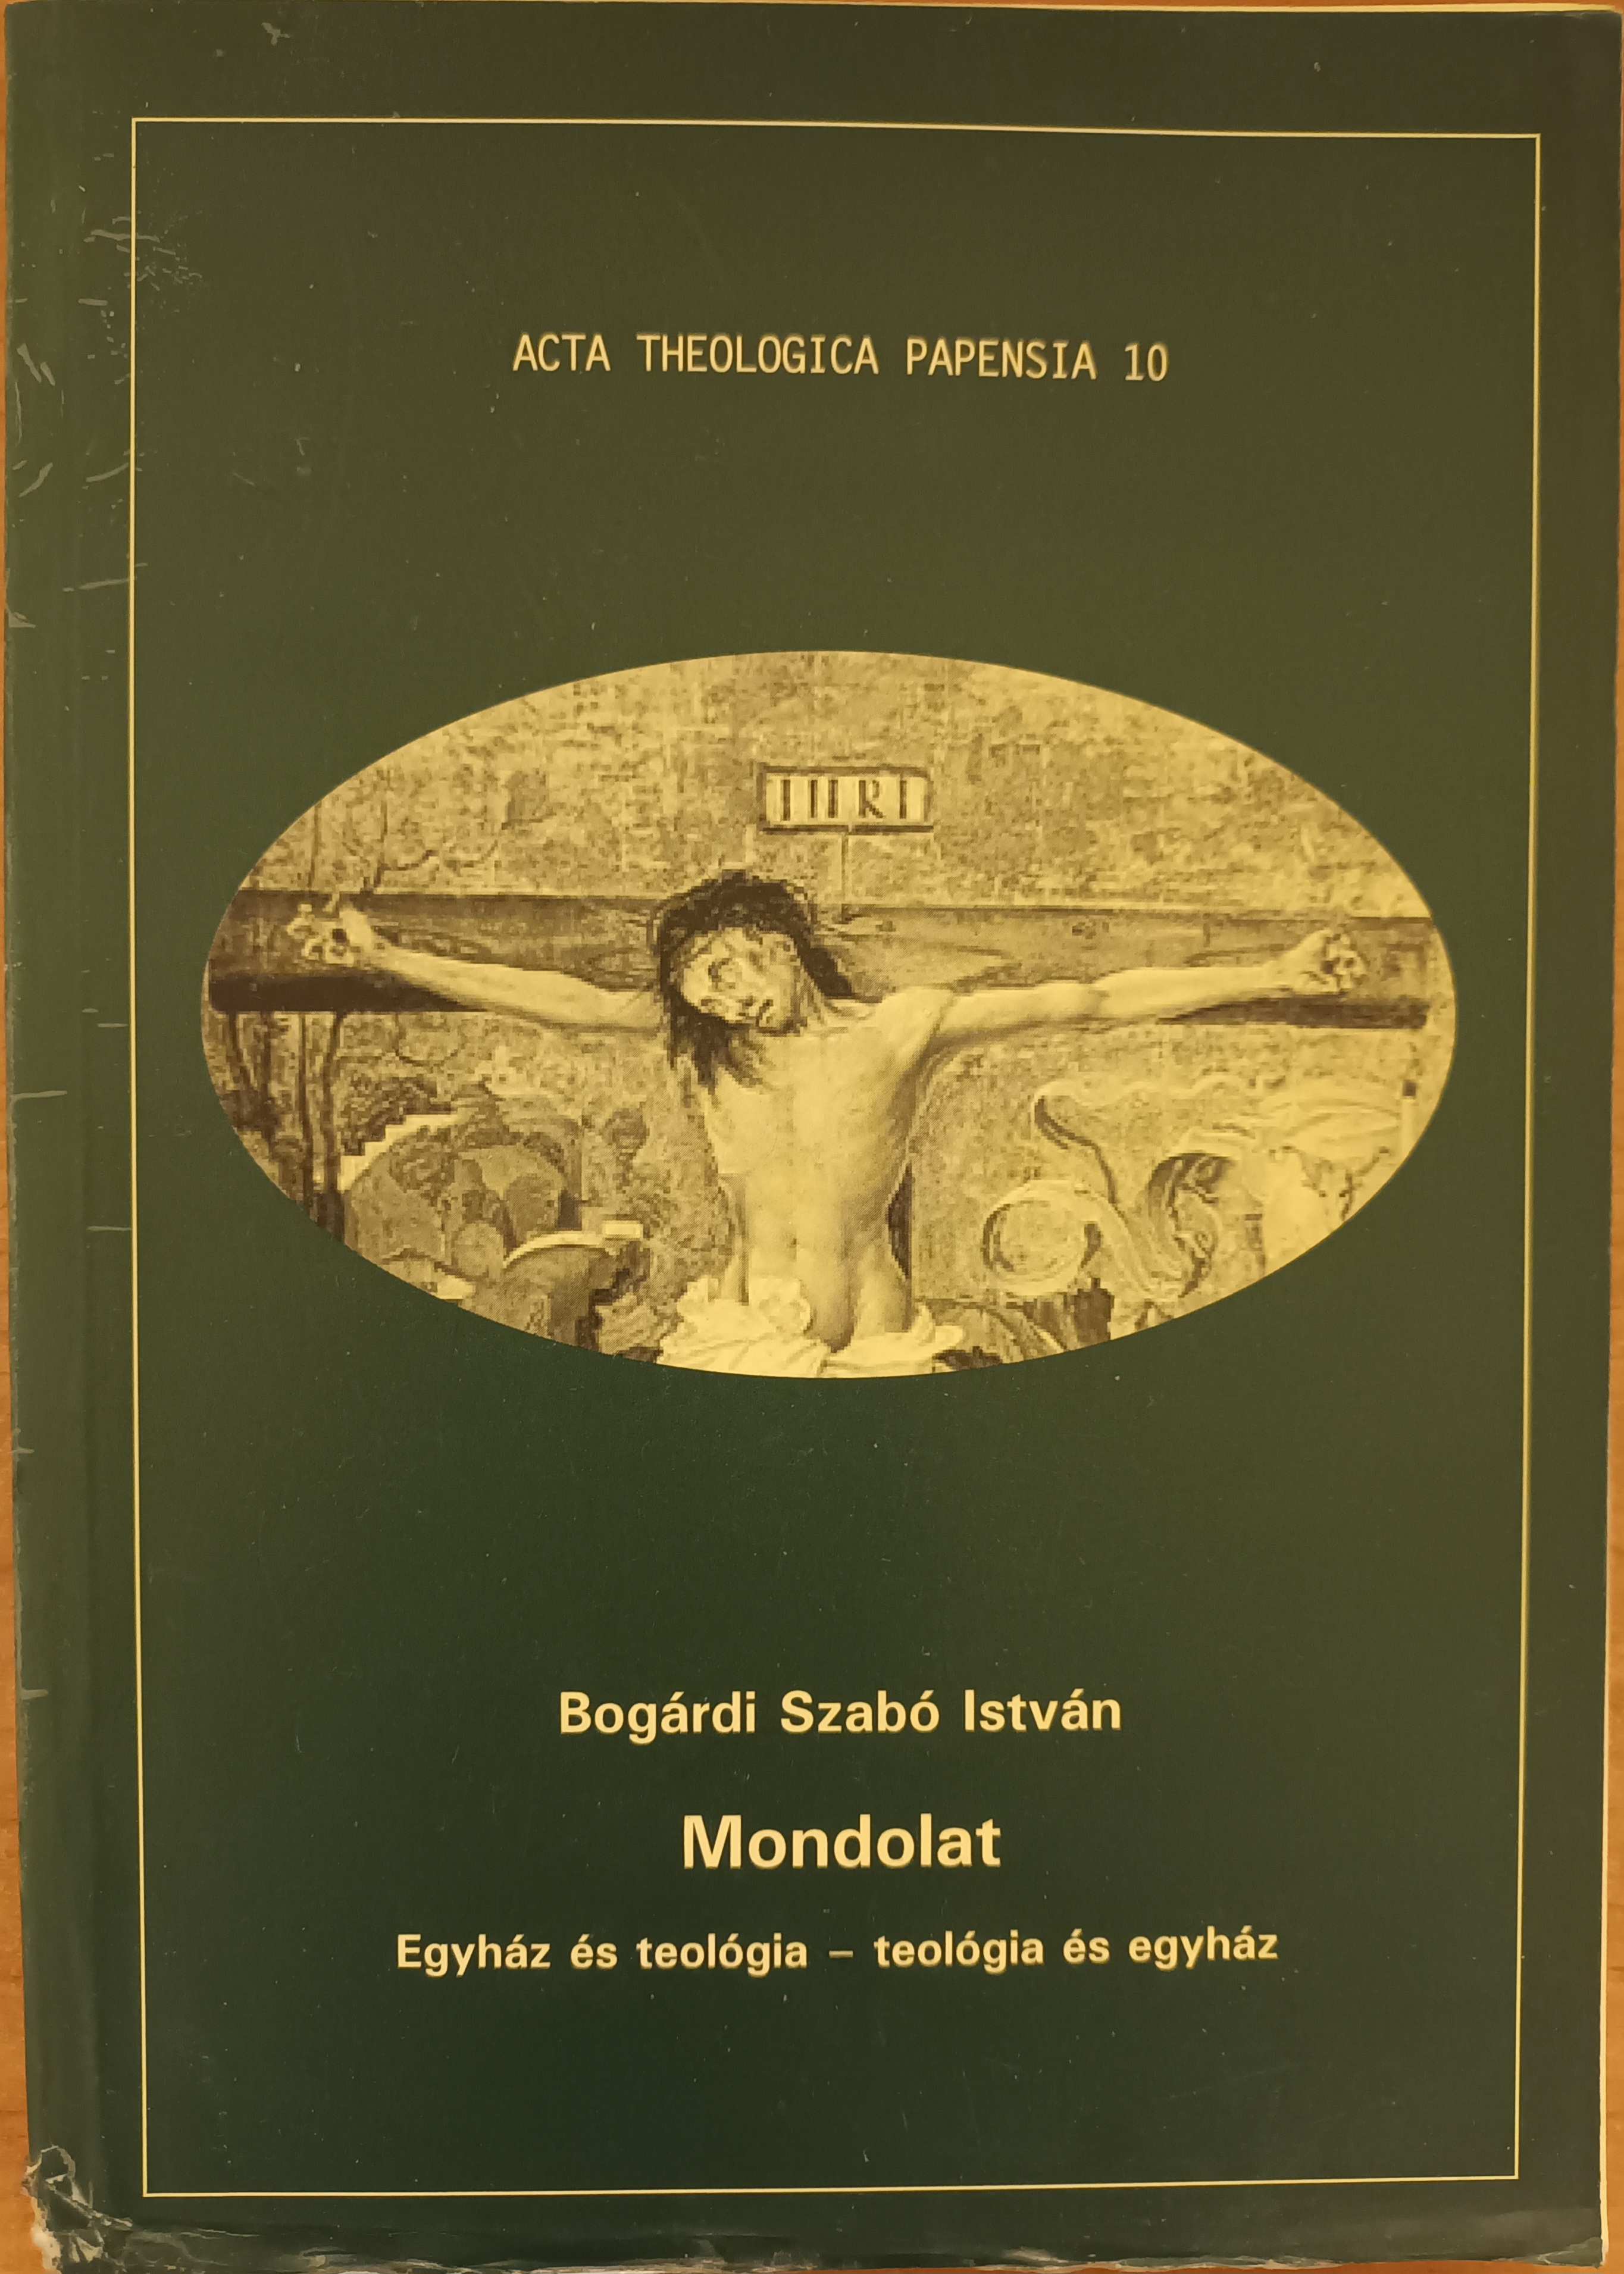 ACTA THEOLOGICA PAPENSIA 10
INRI
Bogárdi Szabó István
Mondolat
Egyház és teológia – teológia és egyház